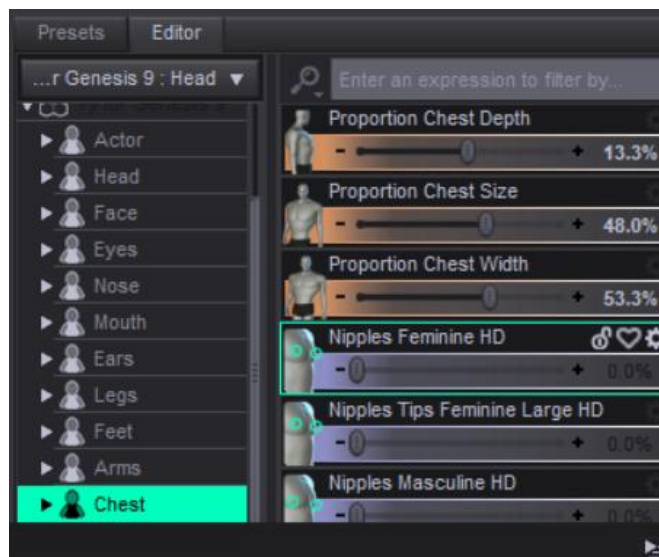 Presets Editor
...r Genesis 9 : Head
Enter an expression to filter by...
Actor
Head
Face
Eyes
Nose
Mouth
Ears
Legs
Feet
Arms
Chest
Proportion Chest Depth
- + 13.3%
Proportion Chest Size
- + 48.0%
Proportion Chest Width
- + 53.3%
Nipples Feminine HD
- + 0.0%
Nipples Tips Feminine Large HD
- + 0.0%
Nipples Masculine HD
- + 0.0%